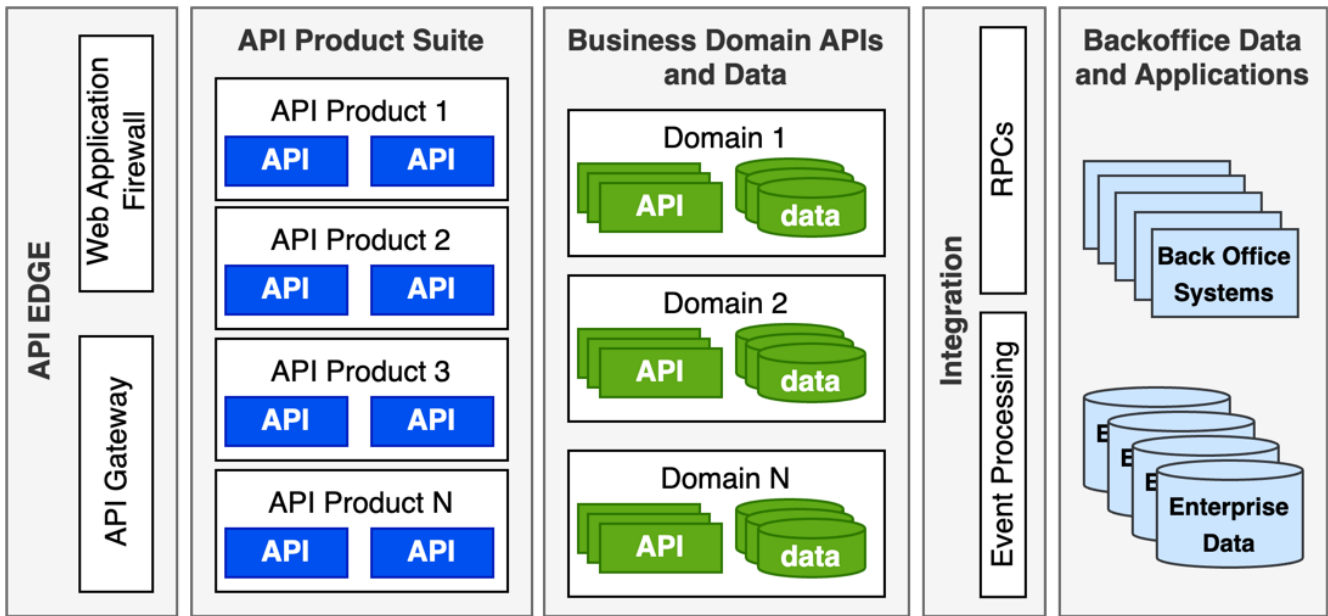 API EDGE
Web Application
Firewall
API Gateway
API Product Suite
API Product 1
API
API
API Product 2
API
API
API Product 3
API
API
API Product N
API
API
Business Domain APIs
and Data
Domain 1
API
data
Domain 2
API
data
Domain N
API
data
Integration
RPCs
Event Processing
Backoffice Data
and Applications
Back Office
Systems
E
E
E
Enterprise
Data